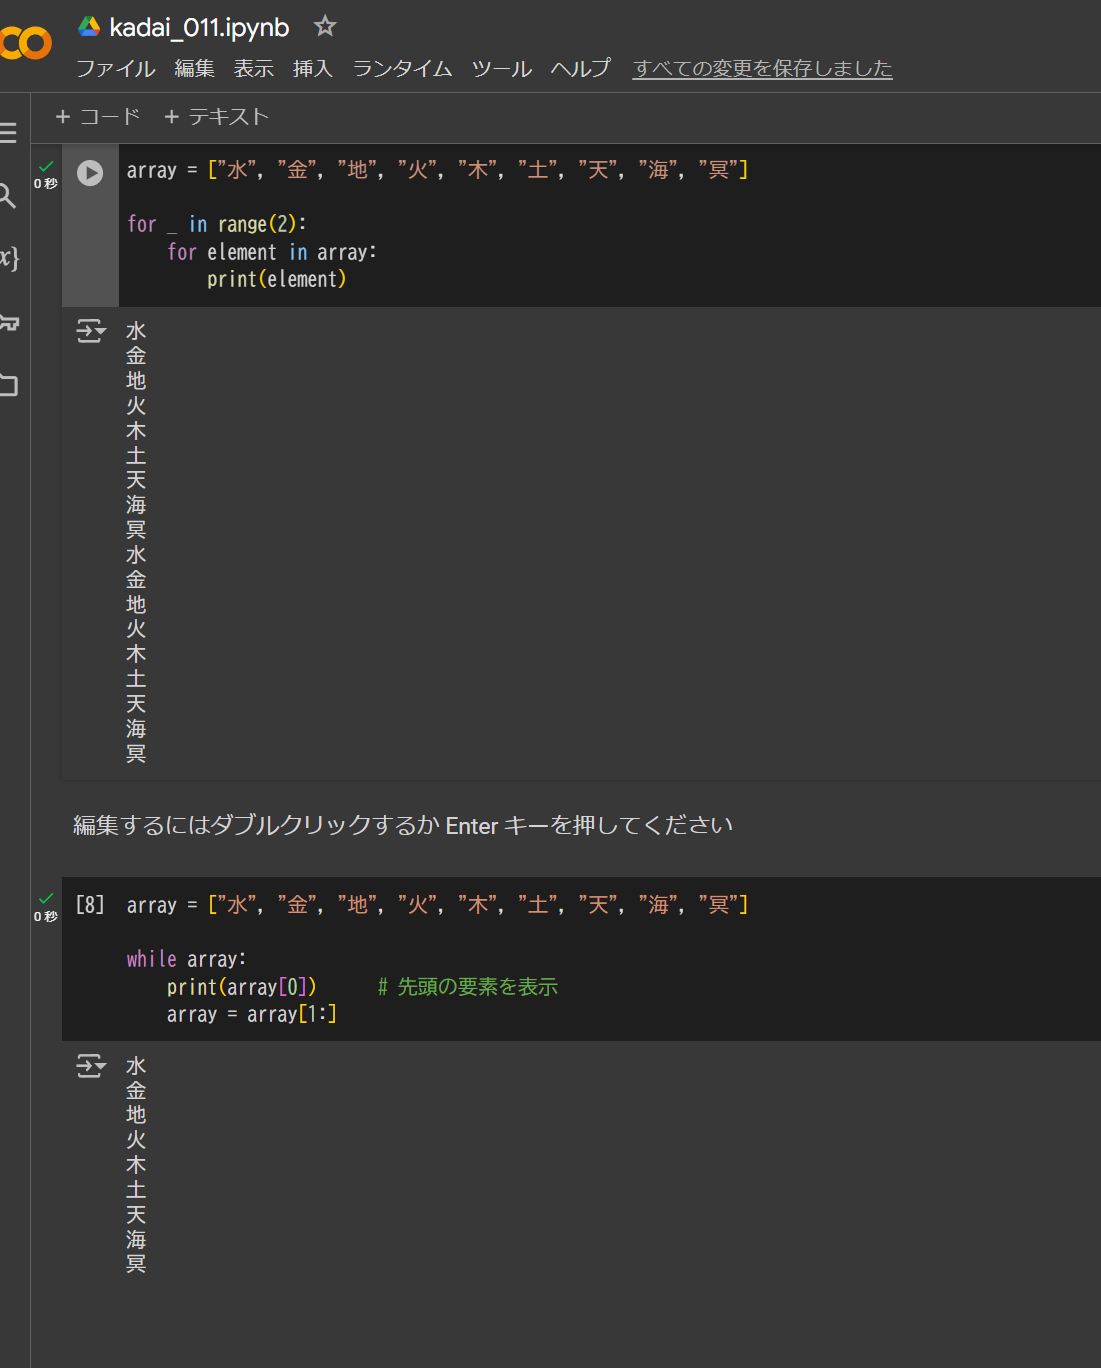 kadai_011.ipynb
ファイル 編集 表示 挿入 ランタイム ツール ヘルプ すべての変更を保存しました
+ コード + テキスト
0 秒
array = ["水", "金", "地", "火", "木", "土", "天", "海", "冥"]
for _ in range(2):
    for element in array:
        print(element)
水
金
地
火
木
土
天
海
冥
水
金
地
火
木
土
天
海
冥
編集するにはダブルクリックするか Enter キーを押してください
0 秒
[8] array = ["水", "金", "地", "火", "木", "土", "天", "海", "冥"]
while array:
    print(array[0])      # 先頭の要素を表示
    array = array[1:]
水
金
地
火
木
土
天
海
冥